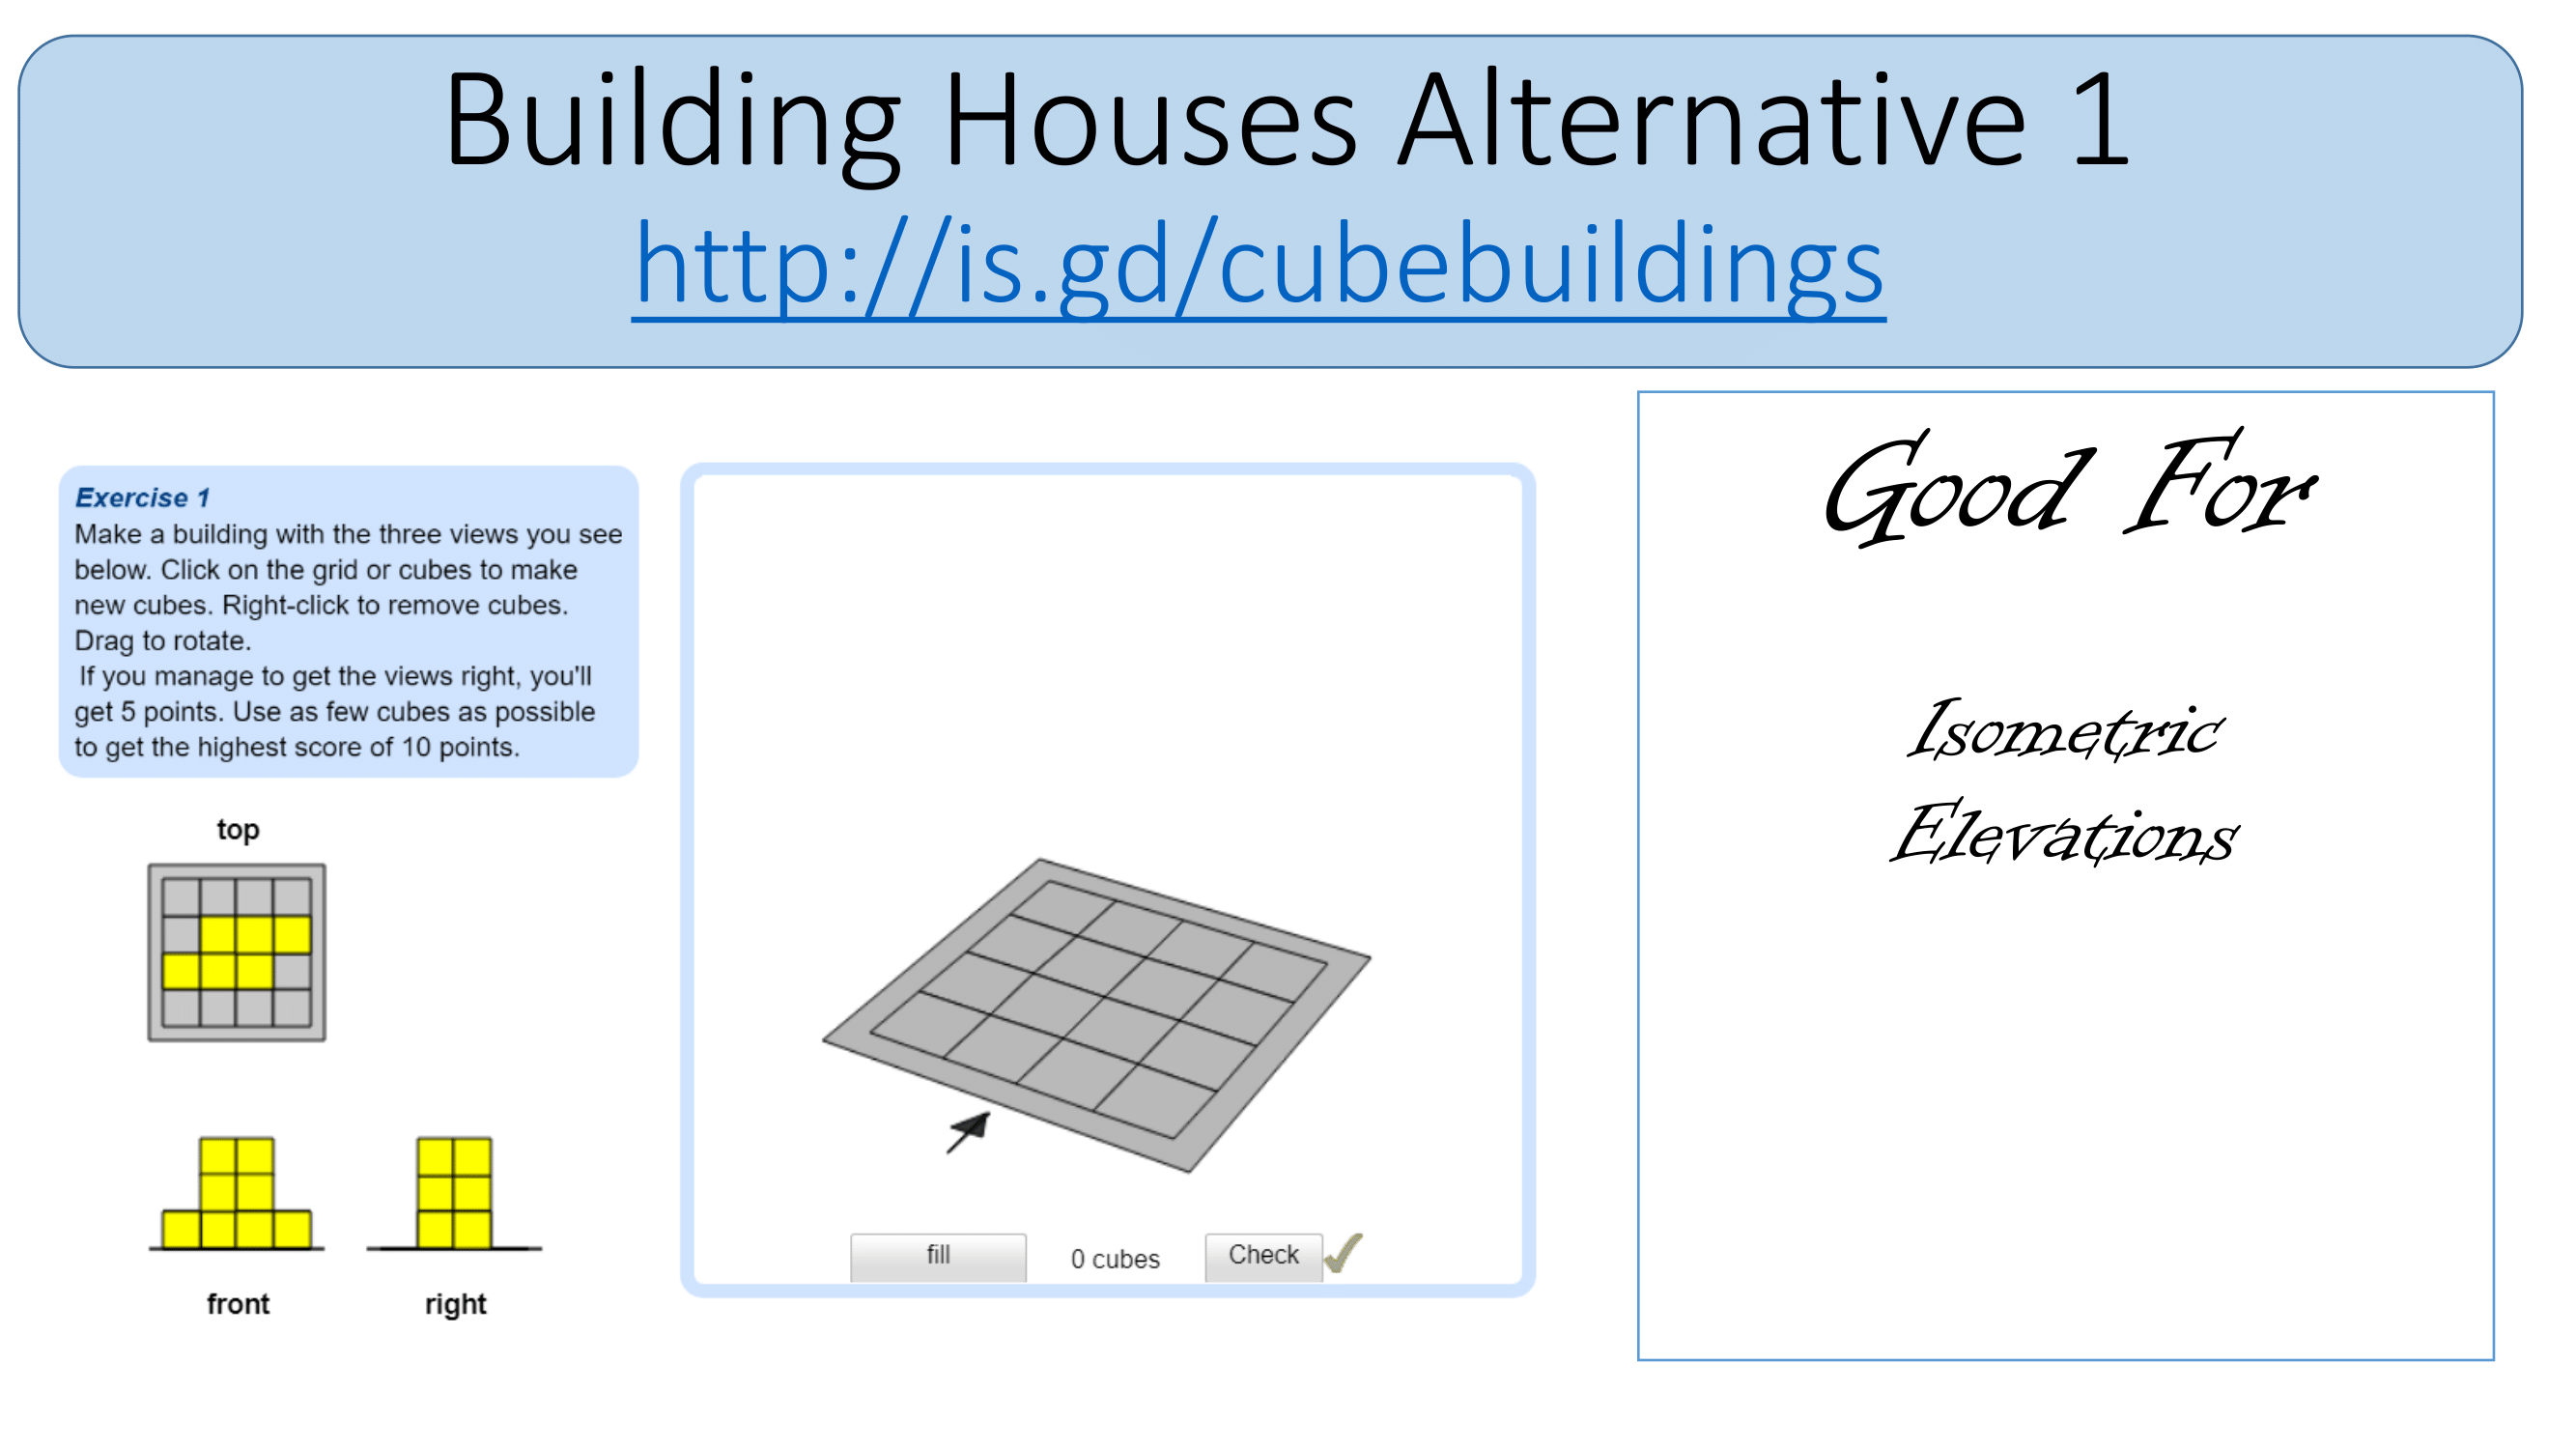 Building Houses Alternative 1
http://is.gd/cubebuildings
Exercise 1
Make a building with the three views you see
below. Click on the grid or cubes to make
new cubes. Right-click to remove cubes.
Drag to rotate.
If you manage to get the views right, you'll
get 5 points. Use as few cubes as possible
to get the highest score of 10 points.
top
front
right
fill
0 cubes
Check
Good For
Isometric
Elevations